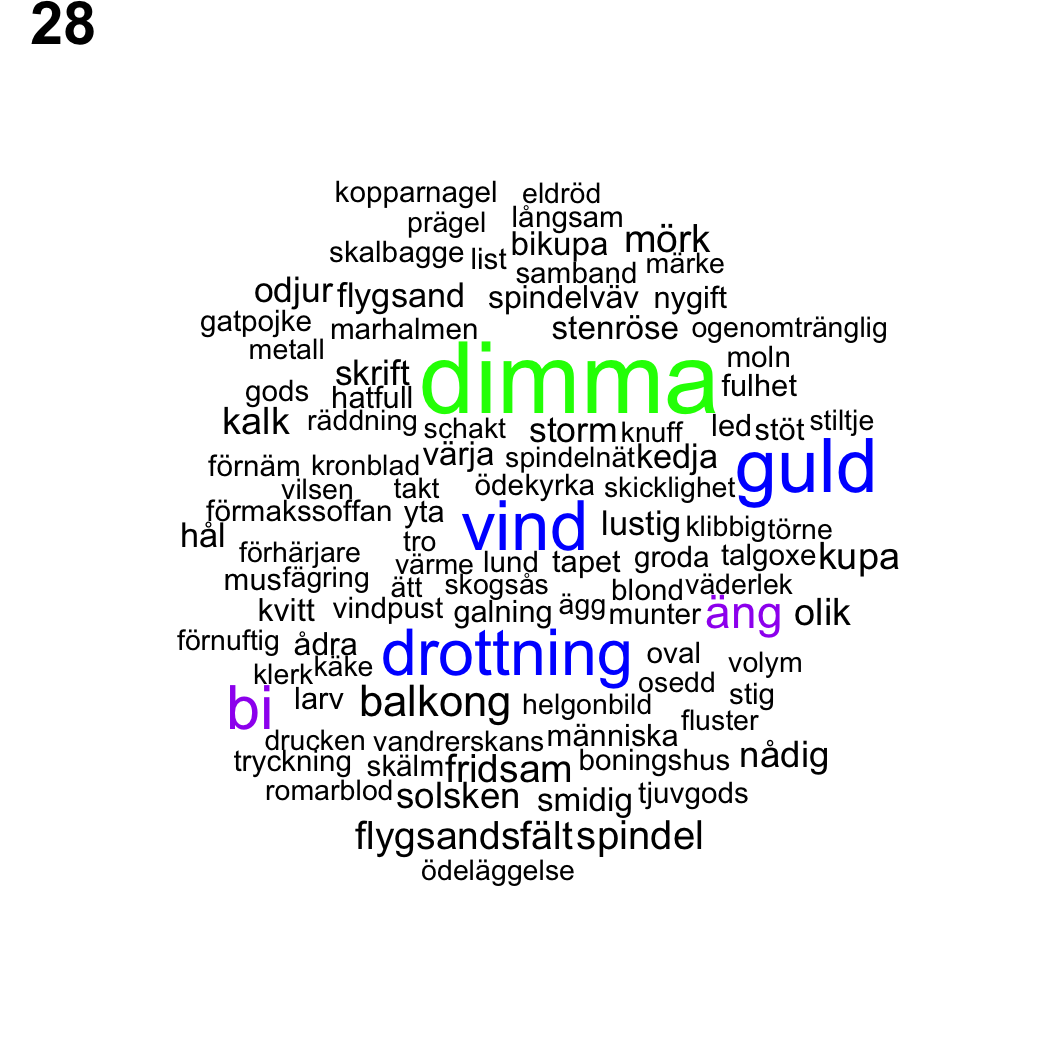 28
kopparnagel eldröd
prägel långsam
skalbagge list bikupa mörk
samband märke
odjur flygsand spindelväv nygift
gatpojke marhalmen stenröse ogenomtränglig
metall skrift dimma moln
gods hatfull fulhet
kalk räddning schakt storm knuff led stöt stiltje
förnäm kronblad värja spindelnät kedja guld
vilsen takt ödekyrka skicklighet
förmakssoffan yta vind lustig klibbig törne
hål förhärjare tro värme lund tapet groda talgoxe kupa
mus fägring ätt skogsås blond väderlek
kvitt vindpust galning ägg munter äng olik
förnuftig ådra drottning oval volym
klerk käke osedd stig
bi larv balkong helgonbild fluster
drucken vandrerskans människa
tryckning skälm fridsam boningshus nådig
romarblod solsken smidig tjuvgods
flygsandsfält spindel
ödeläggelse